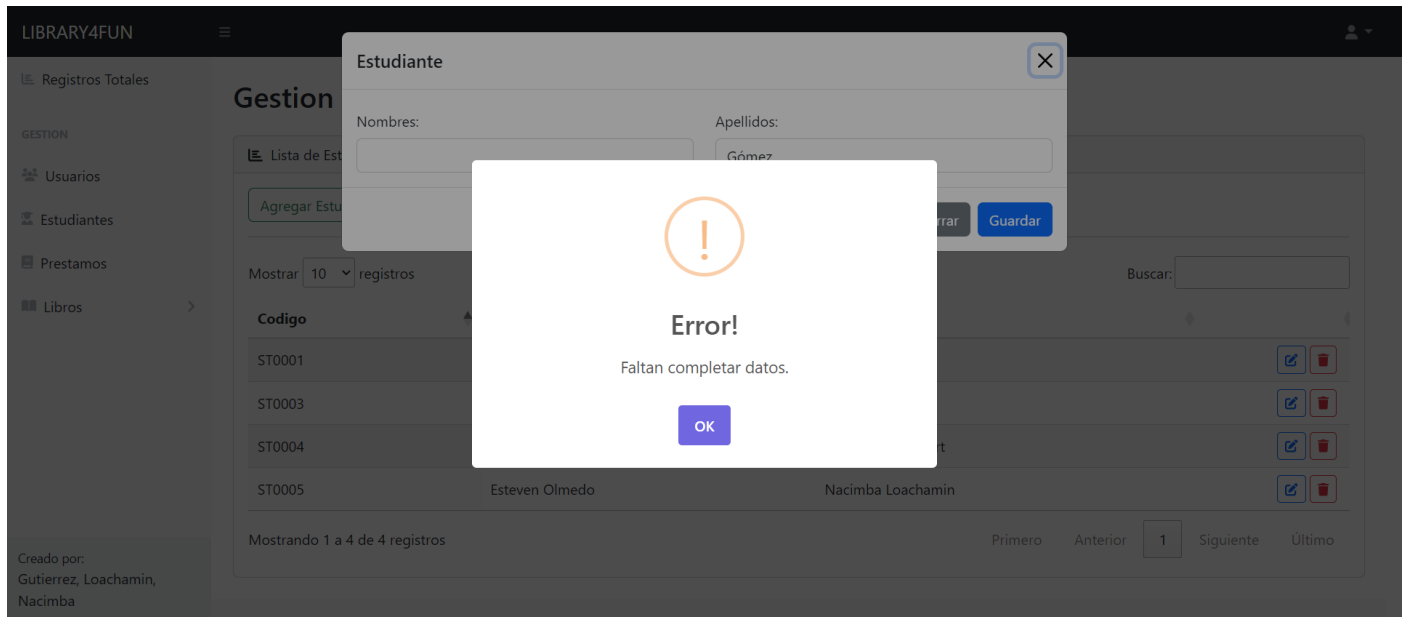 LIBRARY4FUN
Registros Totales
GESTION
Usuarios
Estudiantes
Prestamos
Libros
Creado por:
Gutierrez, Loachamin,
Nacimba
Gestion
Lista de Est
Agregar Estu
Mostrar 10 registros
Buscar:
Codigo
ST0001
ST0003
ST0004 rt
ST0005 Esteven Olmedo Nacimba Loachamin
Mostrando 1 a 4 de 4 registros
Primero Anterior 1 Siguiente Último
Estudiante
Nombres: Apellidos:
Gómez
rrar Guardar
!
Error!
Faltan completar datos.
OK